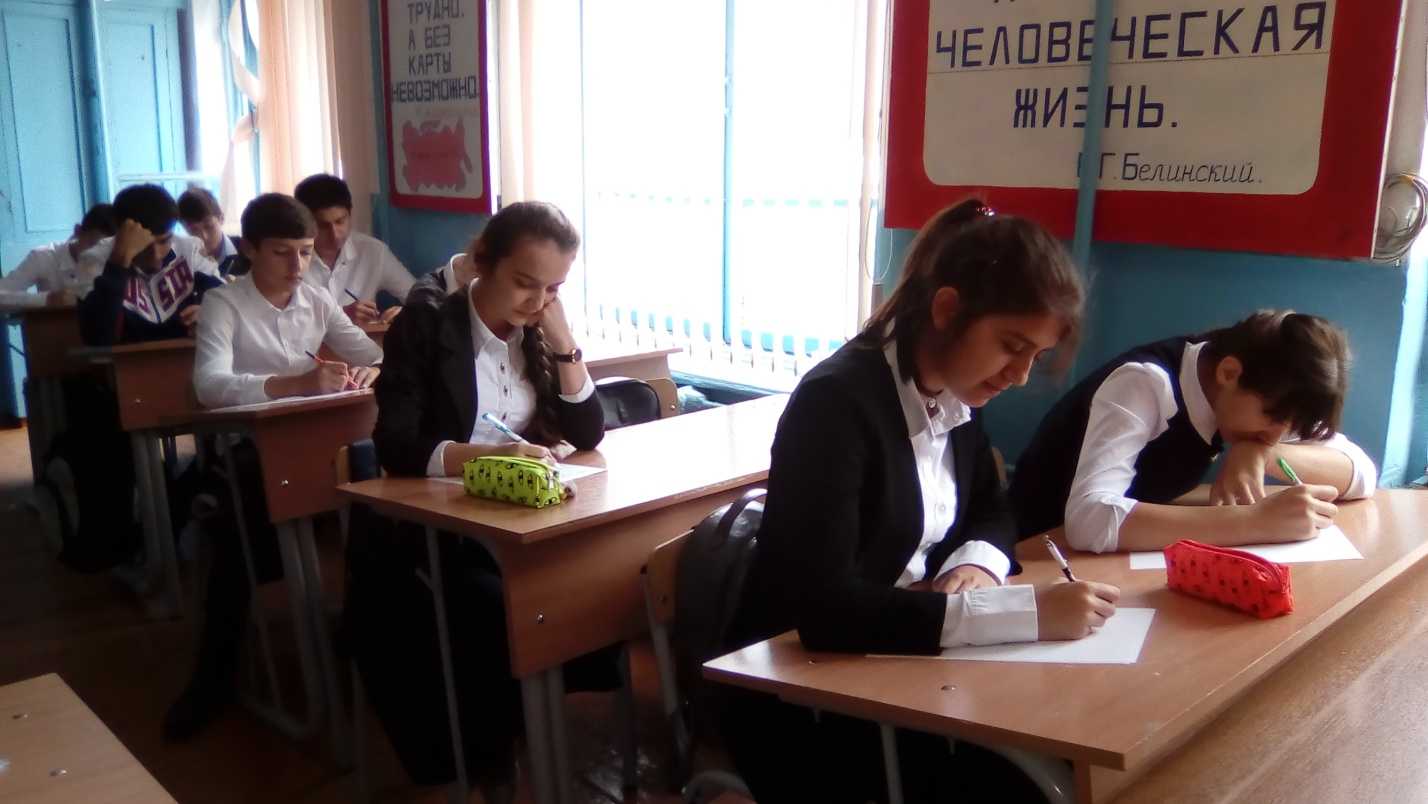 ТРУДНО,
А БЕЗ
КАРТЫ
НЕВОЗМОЖНО.
ЧЕЛОВЕЧЕСКАЯ
ЖИЗНЬ.
Г. Белинский.